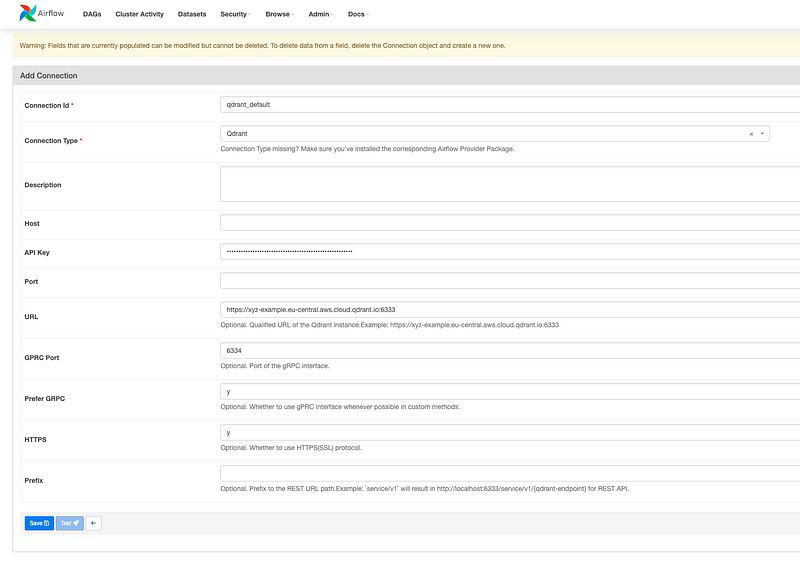 Airflow DAGs Cluster Activity Datasets Security Browse Admin Docs
Warning: Fields that are currently populated can be modified but cannot be deleted. To delete data from a field, delete the Connection object and create a new one.
Add Connection
Connection Id *
qdrant_default
Connection Type *
Qdrant
Connection Type missing? Make sure you've installed the corresponding Airflow Provider Package.
Description
Host
API Key
••••••••••••••••••••••••••••••••••••••••••••••••••••••
Port
URL
https://xyz-example.eu-central.aws.cloud.qdrant.io:6333
Optional. Qualified URL of the Qdrant instance.Example: https://xyz-example.eu-central.aws.cloud.qdrant.io:6333
GPRC Port
6334
Optional. Port of the gRPC interface.
Prefer GRPC
y
Optional. Whether to use gPRC interface whenever possible in custom methods.
HTTPS
y
Optional. Whether to use HTTPS(SSL) protocol.
Prefix
Optional. Prefix to the REST URL path.Example: `service/v1` will result in http://localhost:6333/service/v1/{qdrant-endpoint} for REST API.
Save Test